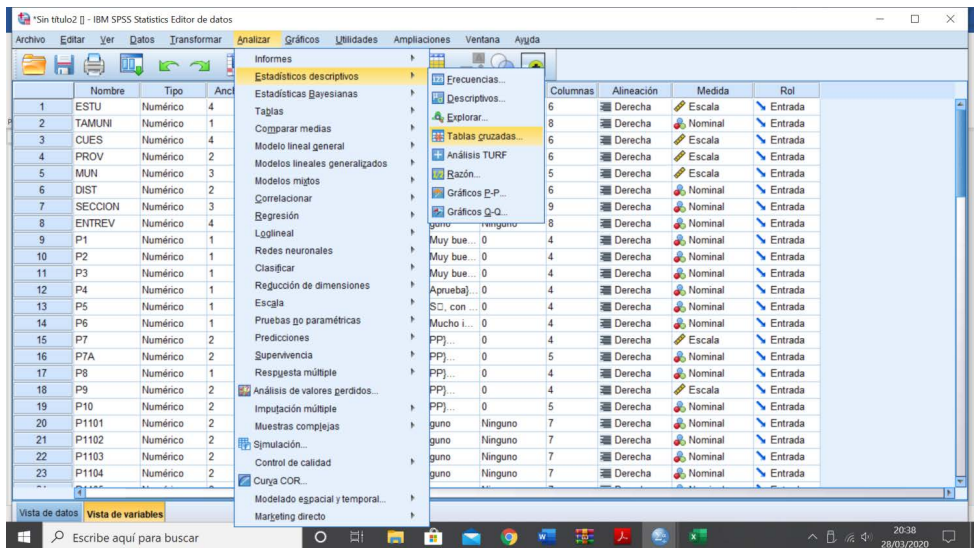 *Sin título2 [] - IBM SPSS Statistics Editor de datos
Archivo Editar Ver Datos Transformar Analizar Gráficos Utilidades Ampliaciones Ventana Ayuda
Informes
Estadísticos descriptivos
Estadísticas Bayesianas
Tablas
Comparar medias
Modelo lineal general
Modelos lineales generalizados
Modelos mixtos
Correlacionar
Regresión
Loglineal
Redes neuronales
Clasificar
Reducción de dimensiones
Escala
Pruebas no paramétricas
Predicciones
Supervivencia
Respuesta múltiple
Análisis de valores perdidos...
Imputación múltiple
Muestras complejas
Simulación...
Control de calidad
Curva COR...
Modelado espacial y temporal...
Marketing directo
Frecuencias...
Descriptivos...
Explorar...
Tablas cruzadas...
Análisis TURF
Razón...
Gráficos P-P...
Gráficos Q-Q...
Nombre Tipo Columnas Alineación Medida Rol
1 ESTU Numérico 4 6 Derecha Escala Entrada
2 TAMUNI Numérico 1 8 Derecha Nominal Entrada
3 CUES Numérico 4 6 Derecha Escala Entrada
4 PROV Numérico 2 6 Derecha Escala Entrada
5 MUN Numérico 3 5 Derecha Escala Entrada
6 DIST Numérico 2 6 Derecha Nominal Entrada
7 SECCION Numérico 3 9 Derecha Nominal Entrada
8 ENTREV Numérico 4 guno Ninguno 8 Derecha Nominal Entrada
9 P1 Numérico 1 Muy bue... 0 4 Derecha Nominal Entrada
10 P2 Numérico 1 Muy bue... 0 4 Derecha Nominal Entrada
11 P3 Numérico 1 Muy bue... 0 4 Derecha Nominal Entrada
12 P4 Numérico 1 Aprueba}... 0 4 Derecha Nominal Entrada
13 P5 Numérico 1 S□, con ... 0 4 Derecha Nominal Entrada
14 P6 Numérico 1 Mucho i... 0 4 Derecha Nominal Entrada
15 P7 Numérico 2 PP}... 0 4 Derecha Escala Entrada
16 P7A Numérico 2 PP}... 0 5 Derecha Nominal Entrada
17 P8 Numérico 1 PP}... 0 4 Derecha Nominal Entrada
18 P9 Numérico 2 PP}... 0 4 Derecha Escala Entrada
19 P10 Numérico 2 PP}... 0 5 Derecha Nominal Entrada
20 P1101 Numérico 2 guno Ninguno 7 Derecha Nominal Entrada
21 P1102 Numérico 2 guno Ninguno 7 Derecha Nominal Entrada
22 P1103 Numérico 2 guno Ninguno 7 Derecha Nominal Entrada
23 P1104 Numérico 2 guno Ninguno 7 Derecha Nominal Entrada
Vista de datos Vista de variables
Escribe aquí para buscar
20:38
28/03/2020